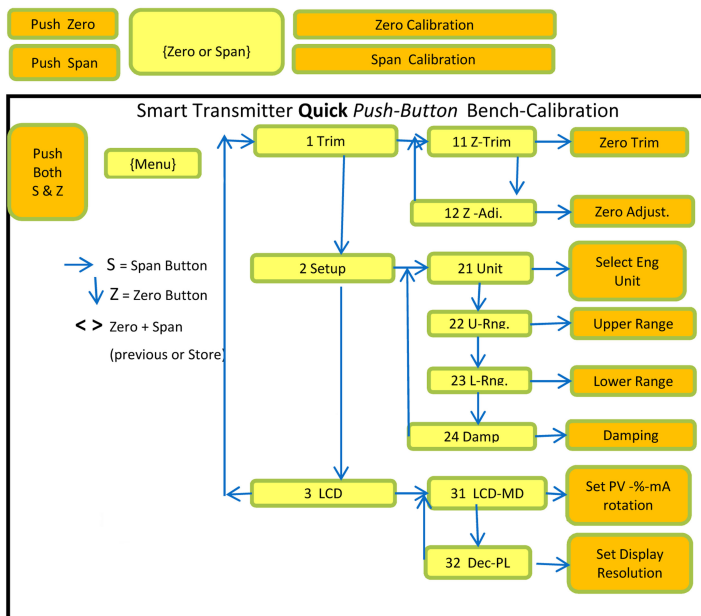 Push Zero
{Zero or Span}
Zero Calibration
Push Span
Span Calibration
Smart Transmitter Quick Push-Button Bench-Calibration
Push
Both
S & Z
{Menu}
1 Trim
11 Z-Trim
Zero Trim
12 Z -Adj.
Zero Adjust.
S = Span Button
Z = Zero Button
< > Zero + Span
(previous or Store)
2 Setup
21 Unit
Select Eng
Unit
22 U-Rng.
Upper Range
23 L-Rng.
Lower Range
24 Damp
Damping
3 LCD
31 LCD-MD
Set PV -%-mA
rotation
32 Dec-PL
Set Display
Resolution